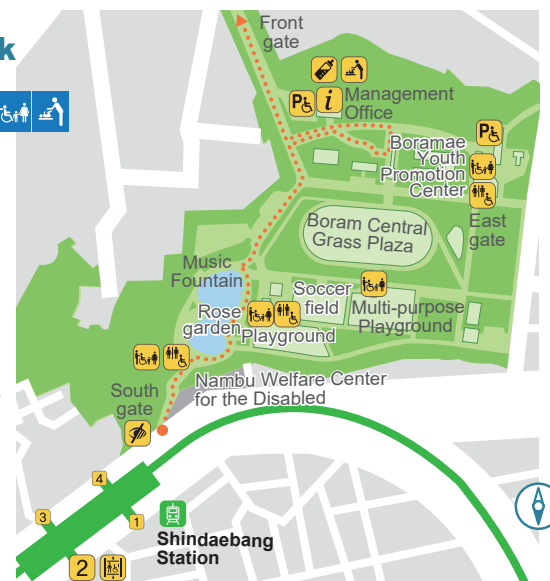 k
Front
gate
P
i
Management
Office
P
Boramae
Youth
Promotion
Center
East
gate
Boram Central
Grass Plaza
Music
Fountain
Soccer
field
Multi-purpose
Playground
Rose
garden
Playground
Nambu Welfare Center
for the Disabled
South
gate
4
3
1
2
Shindaebang
Station